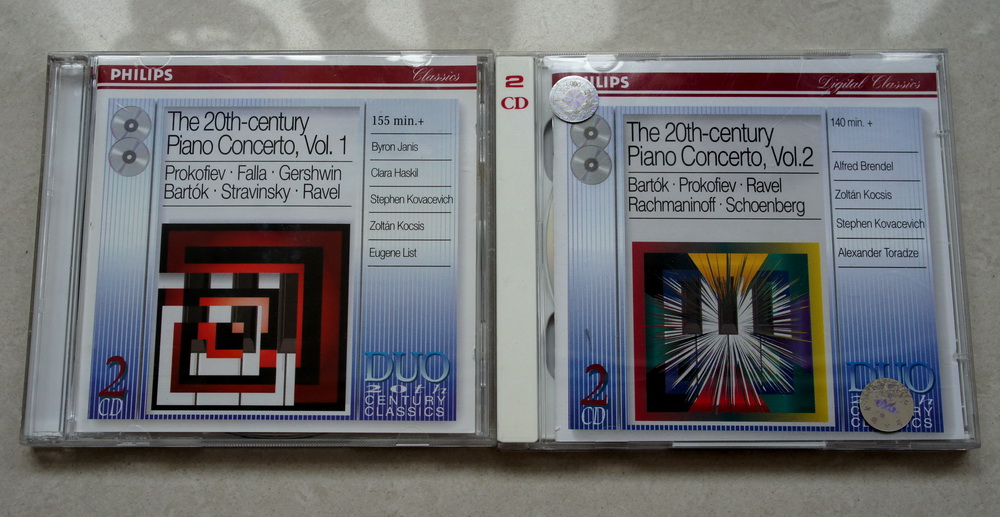 PHILIPS
Classics
The 20th-century
Piano Concerto, Vol. 1
Prokofiev · Falla · Gershwin
Bartók · Stravinsky · Ravel
155 min.+
Byron Janis
Clara Haskil
Stephen Kovacevich
Zoltán Kocsis
Eugene List
2
CD
DUO
20th
CENTURY
CLASSICS
2
CD
PHILIPS
Digital Classics
The 20th-century
Piano Concerto, Vol.2
Bartók · Prokofiev · Ravel
Rachmaninoff · Schoenberg
140 min. +
Alfred Brendel
Zoltán Kocsis
Stephen Kovacevich
Alexander Toradze
2
CD
DUO